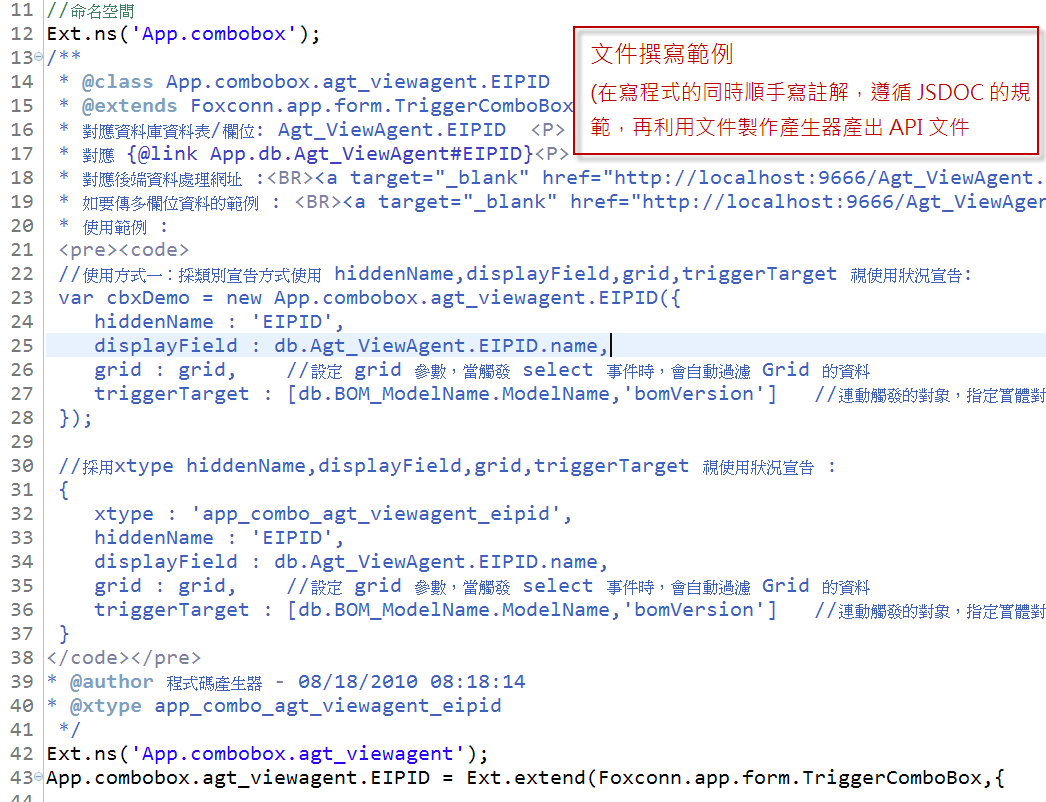 11 //命名空間
12 Ext.ns('App.combobox');
13 /**
14 * @class App.combobox.agt_viewagent.EIPID
15 * @extends Foxconn.app.form.TriggerComboBox
16 * 對應資料庫資料表/欄位: Agt_ViewAgent.EIPID <P>
17 * 對應 {@link App.db.Agt_ViewAgent#EIPID}<P>
18 * 對應後端資料處理網址 :<BR><a target="_blank" href="http://localhost:9666/Agt_ViewAgent.
19 * 如要傳多欄位資料的範例 : <BR><a target="_blank" href="http://localhost:9666/Agt_ViewAgen
20 * 使用範例 :
21 <pre><code>
22 //使用方式一：採類別宣告方式使用 hiddenName,displayField,grid,triggerTarget 視使用狀況宣告:
23 var cbxDemo = new App.combobox.agt_viewagent.EIPID({
24 hiddenName : 'EIPID',
25 displayField : db.Agt_ViewAgent.EIPID.name,
26 grid : grid, //設定 grid 參數，當觸發 select 事件時，會自動過濾 Grid 的資料
27 triggerTarget : [db.BOM_ModelName.ModelName,'bomVersion'] //連動觸發的對象，指定實體對
28 });
29
30 //採用xtype hiddenName,displayField,grid,triggerTarget 視使用狀況宣告 :
31 {
32 xtype : 'app_combo_agt_viewagent_eipid',
33 hiddenName : 'EIPID',
34 displayField : db.Agt_ViewAgent.EIPID.name,
35 grid : grid, //設定 grid 參數，當觸發 select 事件時，會自動過濾 Grid 的資料
36 triggerTarget : [db.BOM_ModelName.ModelName,'bomVersion'] //連動觸發的對象，指定實體對
37 }
38 </code></pre>
39 * @author 程式碼產生器 - 08/18/2010 08:18:14
40 * @xtype app_combo_agt_viewagent_eipid
41 */
42 Ext.ns('App.combobox.agt_viewagent');
43 App.combobox.agt_viewagent.EIPID = Ext.extend(Foxconn.app.form.TriggerComboBox,{
44
文件撰寫範例
(在寫程式的同時順手寫註解，遵循 JSDOC 的規
範，再利用文件製作產生器產出 API 文件